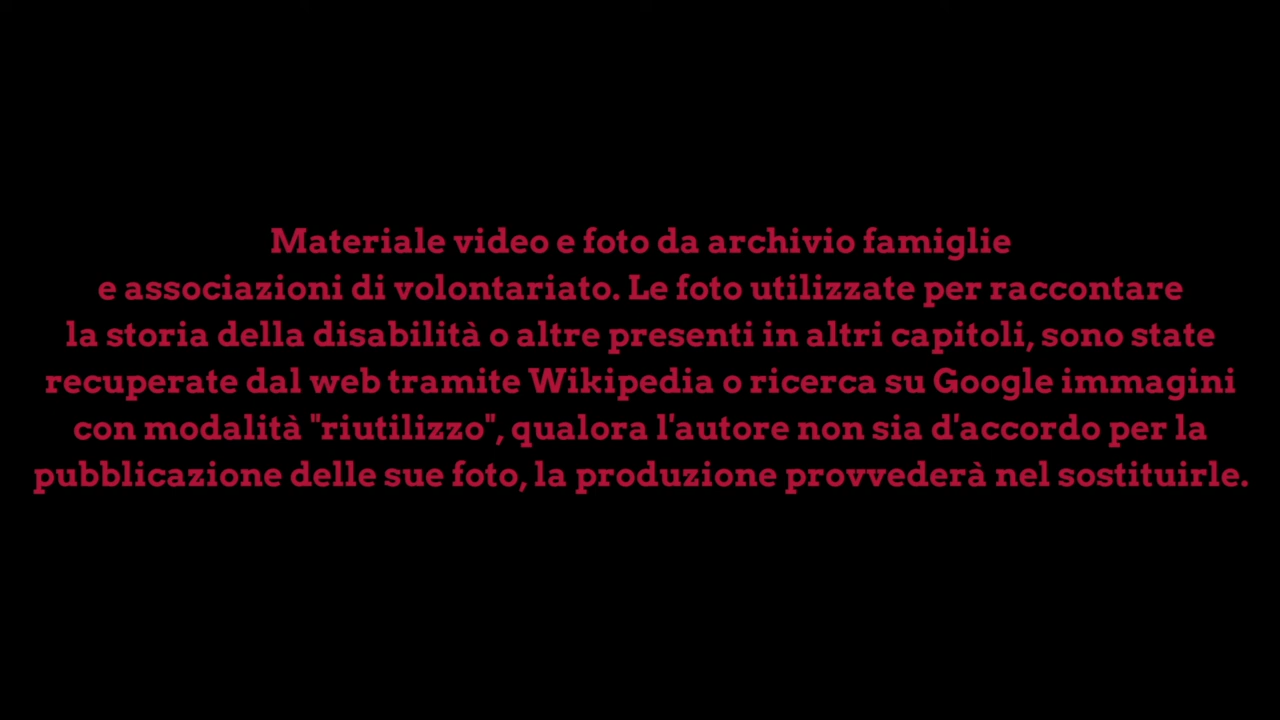 Materiale video e foto da archivio famiglie
e associazioni di volontariato. Le foto utilizzate per raccontare
la storia della disabilità o altre presenti in altri capitoli, sono state
recuperate dal web tramite Wikipedia o ricerca su Google immagini
con modalità "riutilizzo", qualora l'autore non sia d'accordo per la
pubblicazione delle sue foto, la produzione provvederà nel sostituirle.